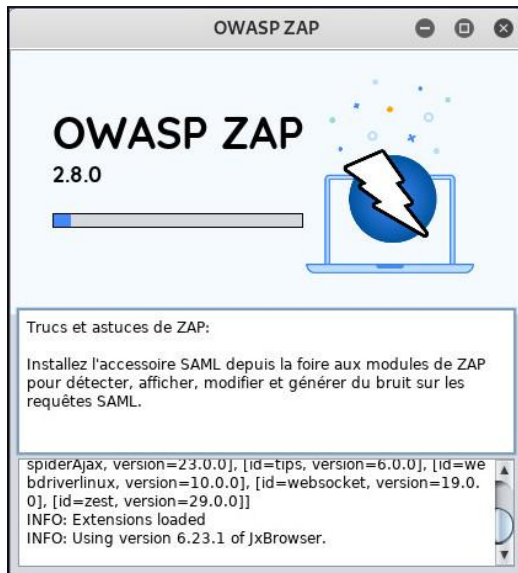 OWASP ZAP
OWASP ZAP
2.8.0
Trucs et astuces de ZAP:
Installez l'accessoire SAML depuis la foire aux modules de ZAP
pour détecter, afficher, modifier et générer du bruit sur les
requêtes SAML.
spiderAjax, version=23.0.0], [id=tips, version=6.0.0], [id=we
bdriverlinux, version=10.0.0], [id=websocket, version=19.0.
0], [id=zest, version=29.0.0]]
INFO: Extensions loaded
INFO: Using version 6.23.1 of JxBrowser.